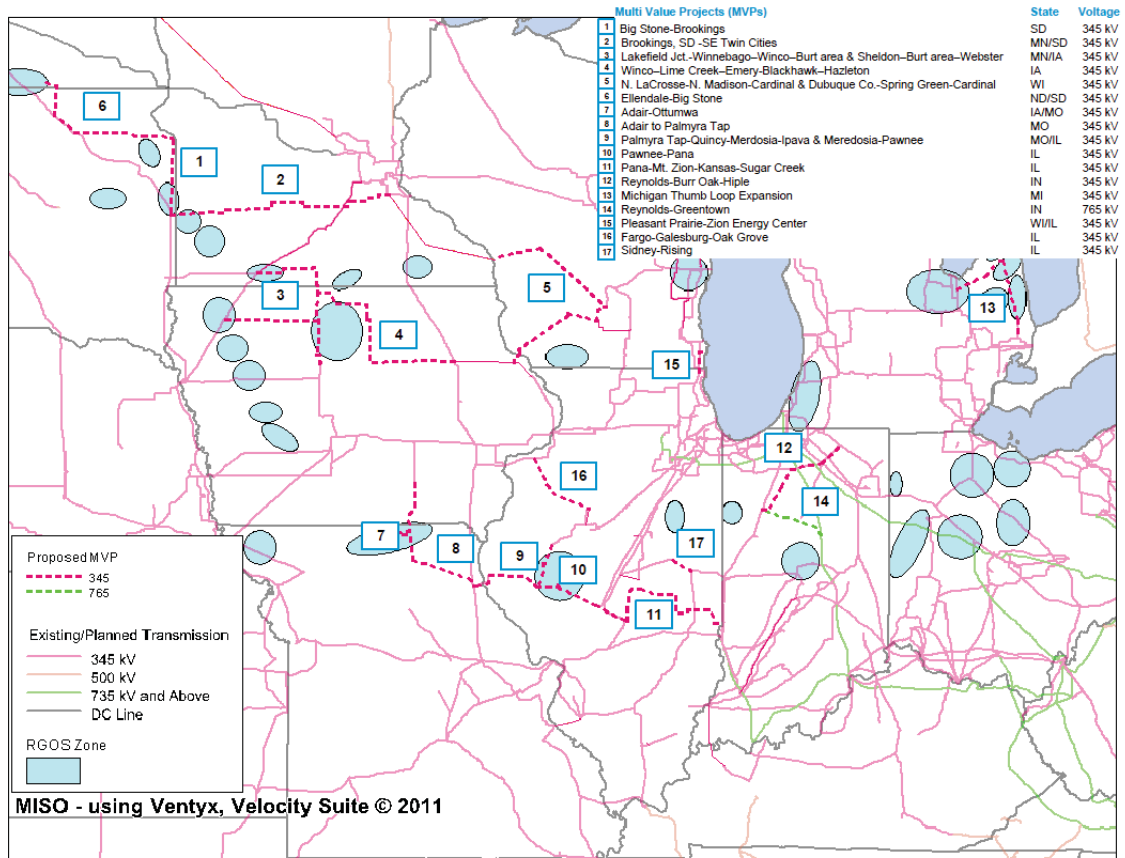 Multi Value Projects (MVPs) State Voltage
1 Big Stone-Brookings SD 345 kV
2 Brookings, SD -SE Twin Cities MN/SD 345 kV
3 Lakefield Jct.-Winnebago–Winco–Burt area & Sheldon–Burt area–Webster MN/IA 345 kV
4 Winco–Lime Creek–Emery-Blackhawk–Hazleton IA 345 kV
5 N. LaCrosse-N. Madison-Cardinal & Dubuque Co.-Spring Green-Cardinal WI 345 kV
6 Ellendale-Big Stone ND/SD 345 kV
7 Adair-Ottumwa IA/MO 345 kV
8 Adair to Palmyra Tap MO 345 kV
9 Palmyra Tap-Quincy-Merdosia-Ipava & Meredosia-Pawnee MO/IL 345 kV
10 Pawnee-Pana IL 345 kV
11 Pana-Mt. Zion-Kansas-Sugar Creek IL 345 kV
12 Reynolds-Burr Oak-Hiple IN 345 kV
13 Michigan Thumb Loop Expansion MI 345 kV
14 Reynolds-Greentown IN 765 kV
15 Pleasant Prairie-Zion Energy Center WI/IL 345 kV
16 Fargo-Galesburg-Oak Grove IL 345 kV
17 Sidney-Rising IL 345 kV
6
1
2
5
3
13
4
15
12
16
14
7
8
9
10
17
11
Proposed MVP
345
765
Existing/Planned Transmission
345 kV
500 kV
735 kV and Above
DC Line
RGOS Zone
MISO - using Ventyx, Velocity Suite © 2011